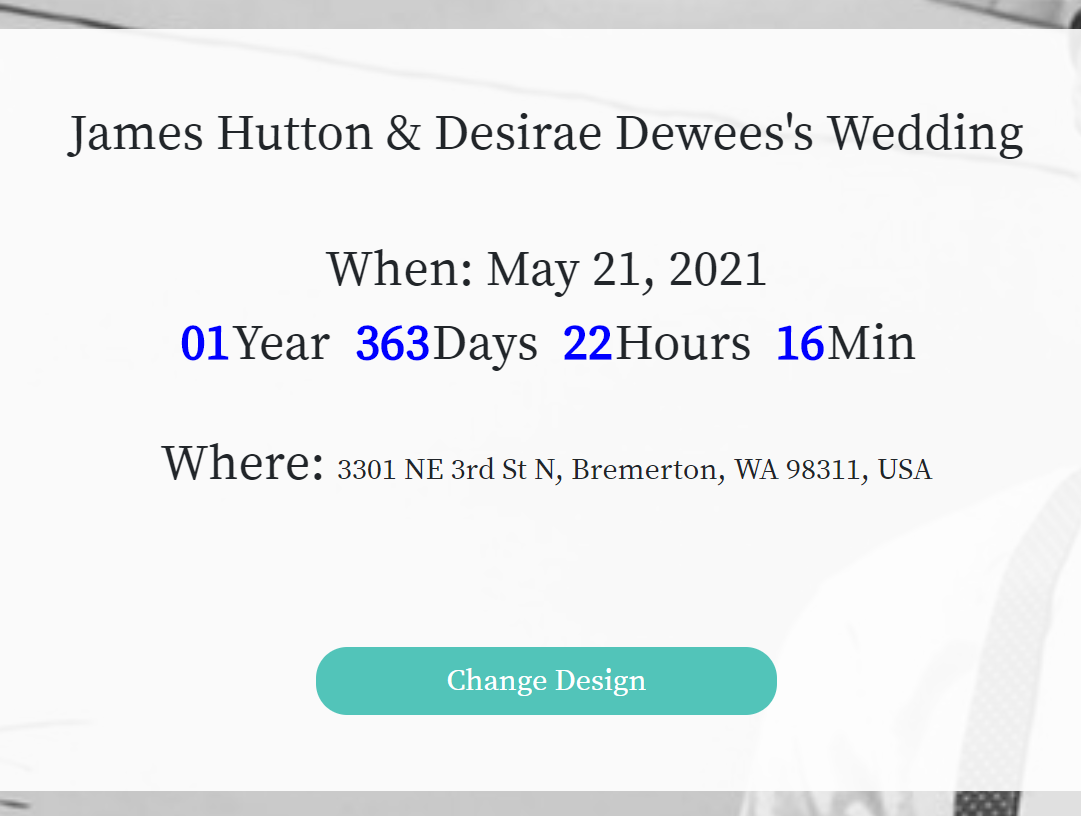 James Hutton & Desirae Dewees's Wedding
When: May 21, 2021
01Year 363Days 22Hours 16Min
Where: 3301 NE 3rd St N, Bremerton, WA 98311, USA
Change Design